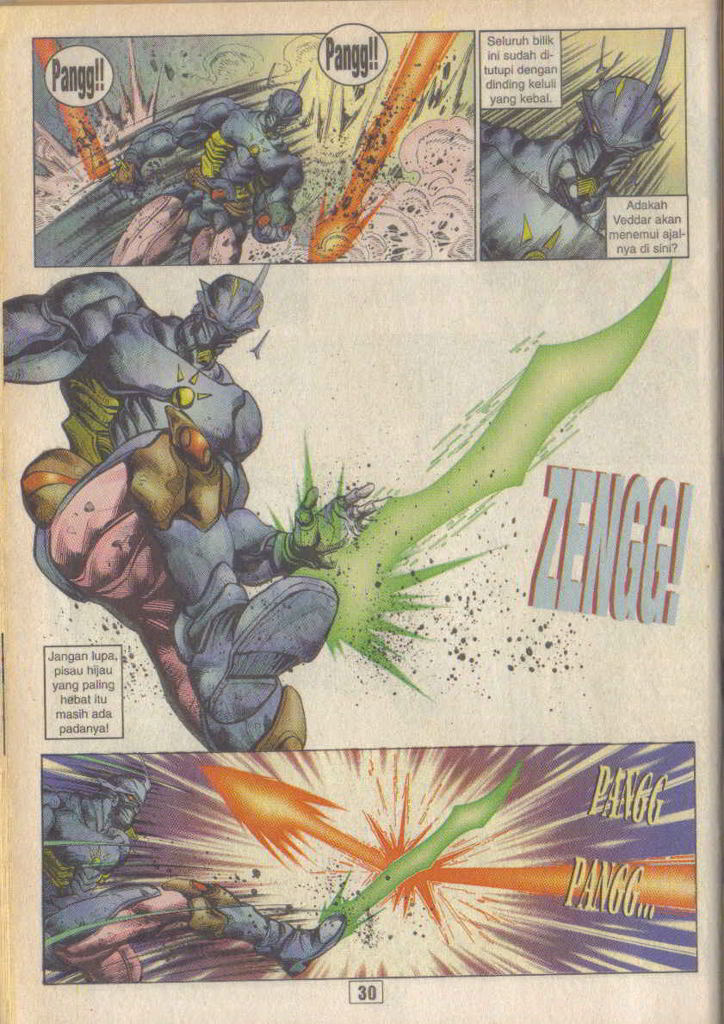 Pangg!!
Pangg!!
Seluruh bilik
ini sudah di-
tutupi dengan
dinding keluli
yang kebal.
Adakah
Veddar akan
menemui ajal-
nya di sini?
ZENGG!
Jangan lupa,
pisau hijau
yang paling
hebat itu
masih ada
padanya!
PANGG
PANGG...
30